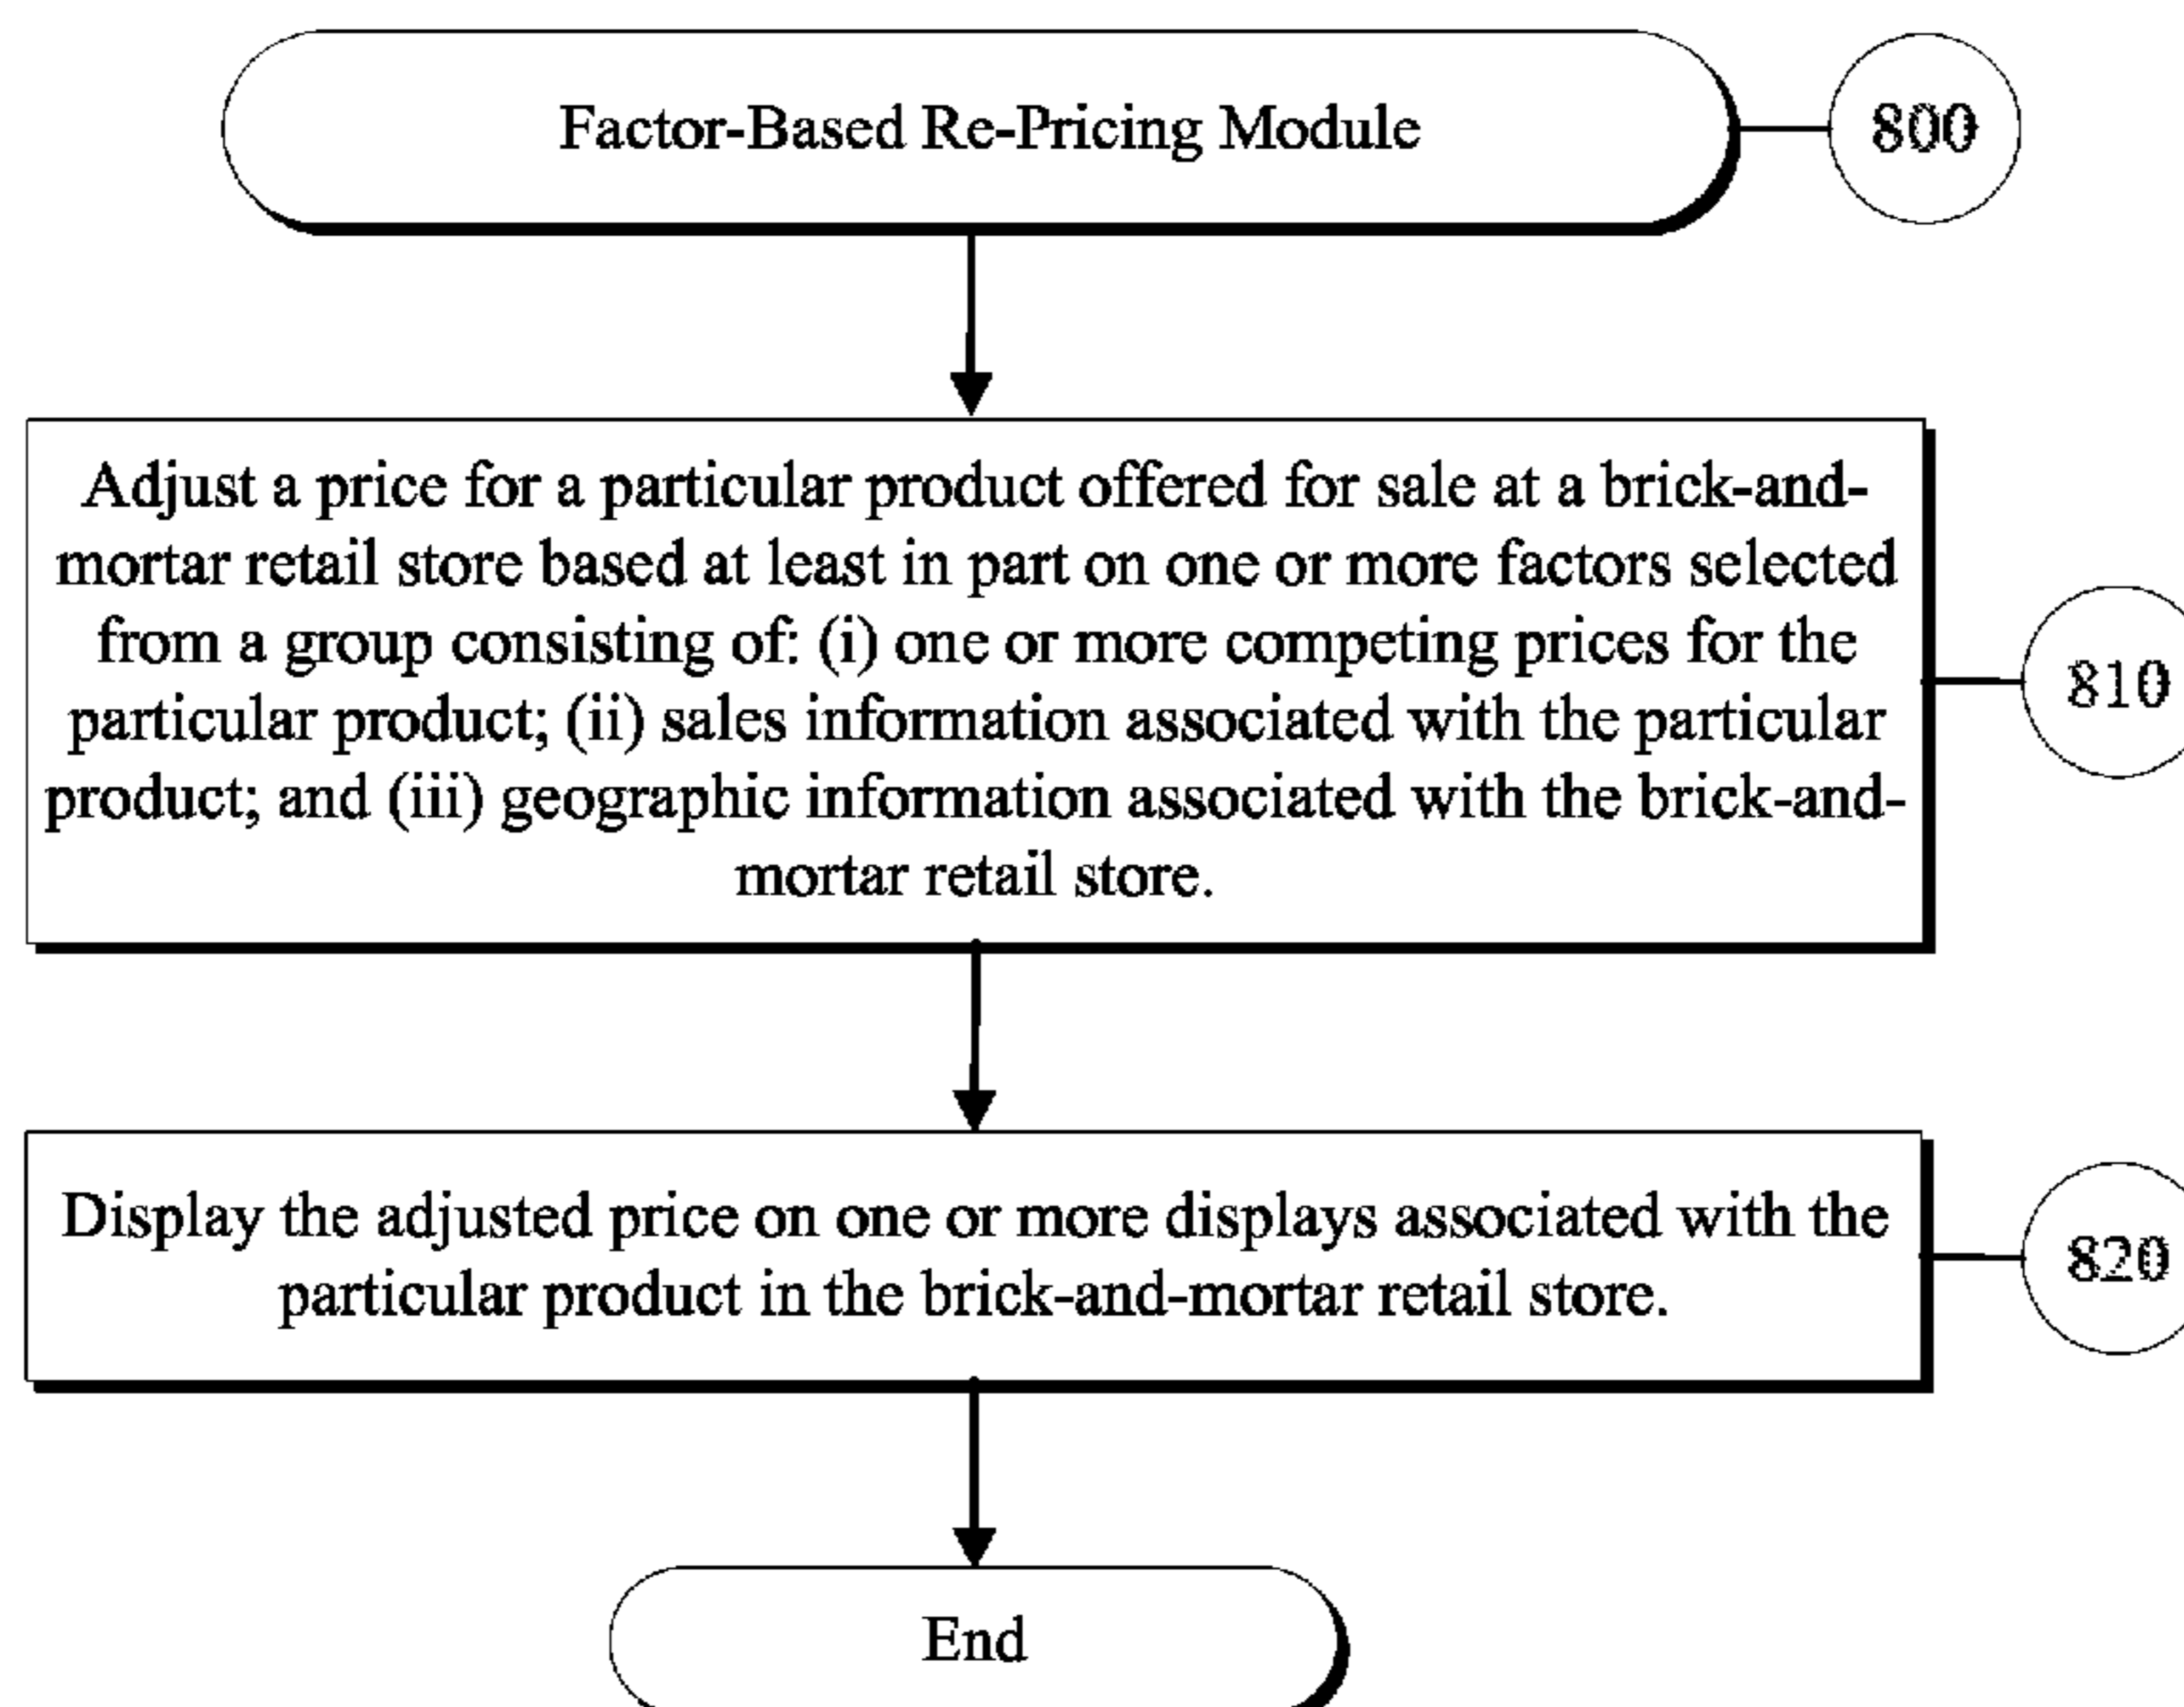 Factor-Based Re-Pricing Module
800
Adjust a price for a particular product offered for sale at a brick-and-
mortar retail store based at least in part on one or more factors selected
from a group consisting of: (i) one or more competing prices for the
particular product; (ii) sales information associated with the particular
product; and (iii) geographic information associated with the brick-and-
mortar retail store.
810
Display the adjusted price on one or more displays associated with the
particular product in the brick-and-mortar retail store.
820
End